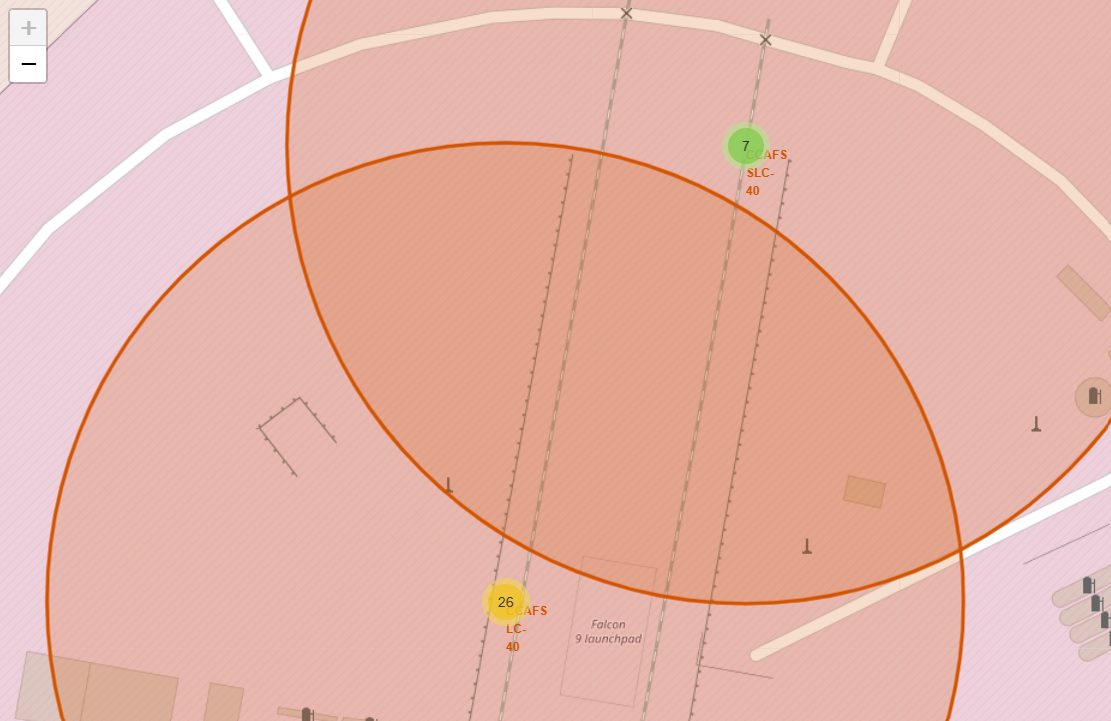 +
−
7
CCAFS
SLC-
40
26
CCAFS
LC-
40
Falcon
9 launchpad